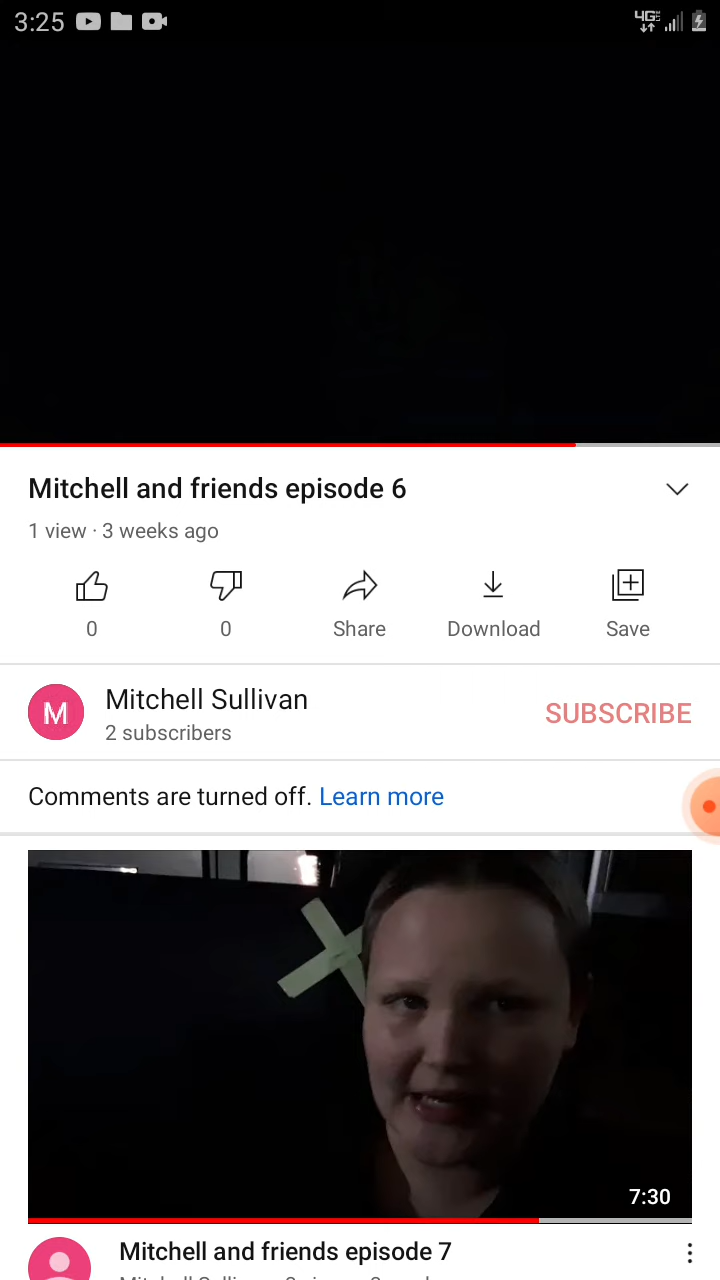 3:25
4GE
Mitchell and friends episode 6
1 view · 3 weeks ago
0
0
Share
Download
Save
M
Mitchell Sullivan
2 subscribers
SUBSCRIBE
Comments are turned off. Learn more
7:30
Mitchell and friends episode 7